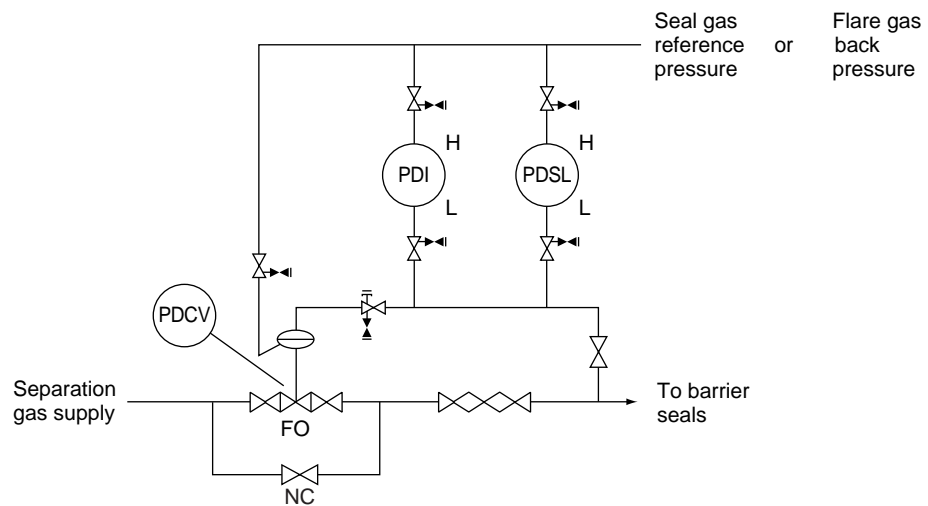 Seal gas reference pressure
or
Flare gas back pressure
H
H
PDI
PDSL
L
L
PDCV
Separation gas supply
To barrier seals
FO
NC